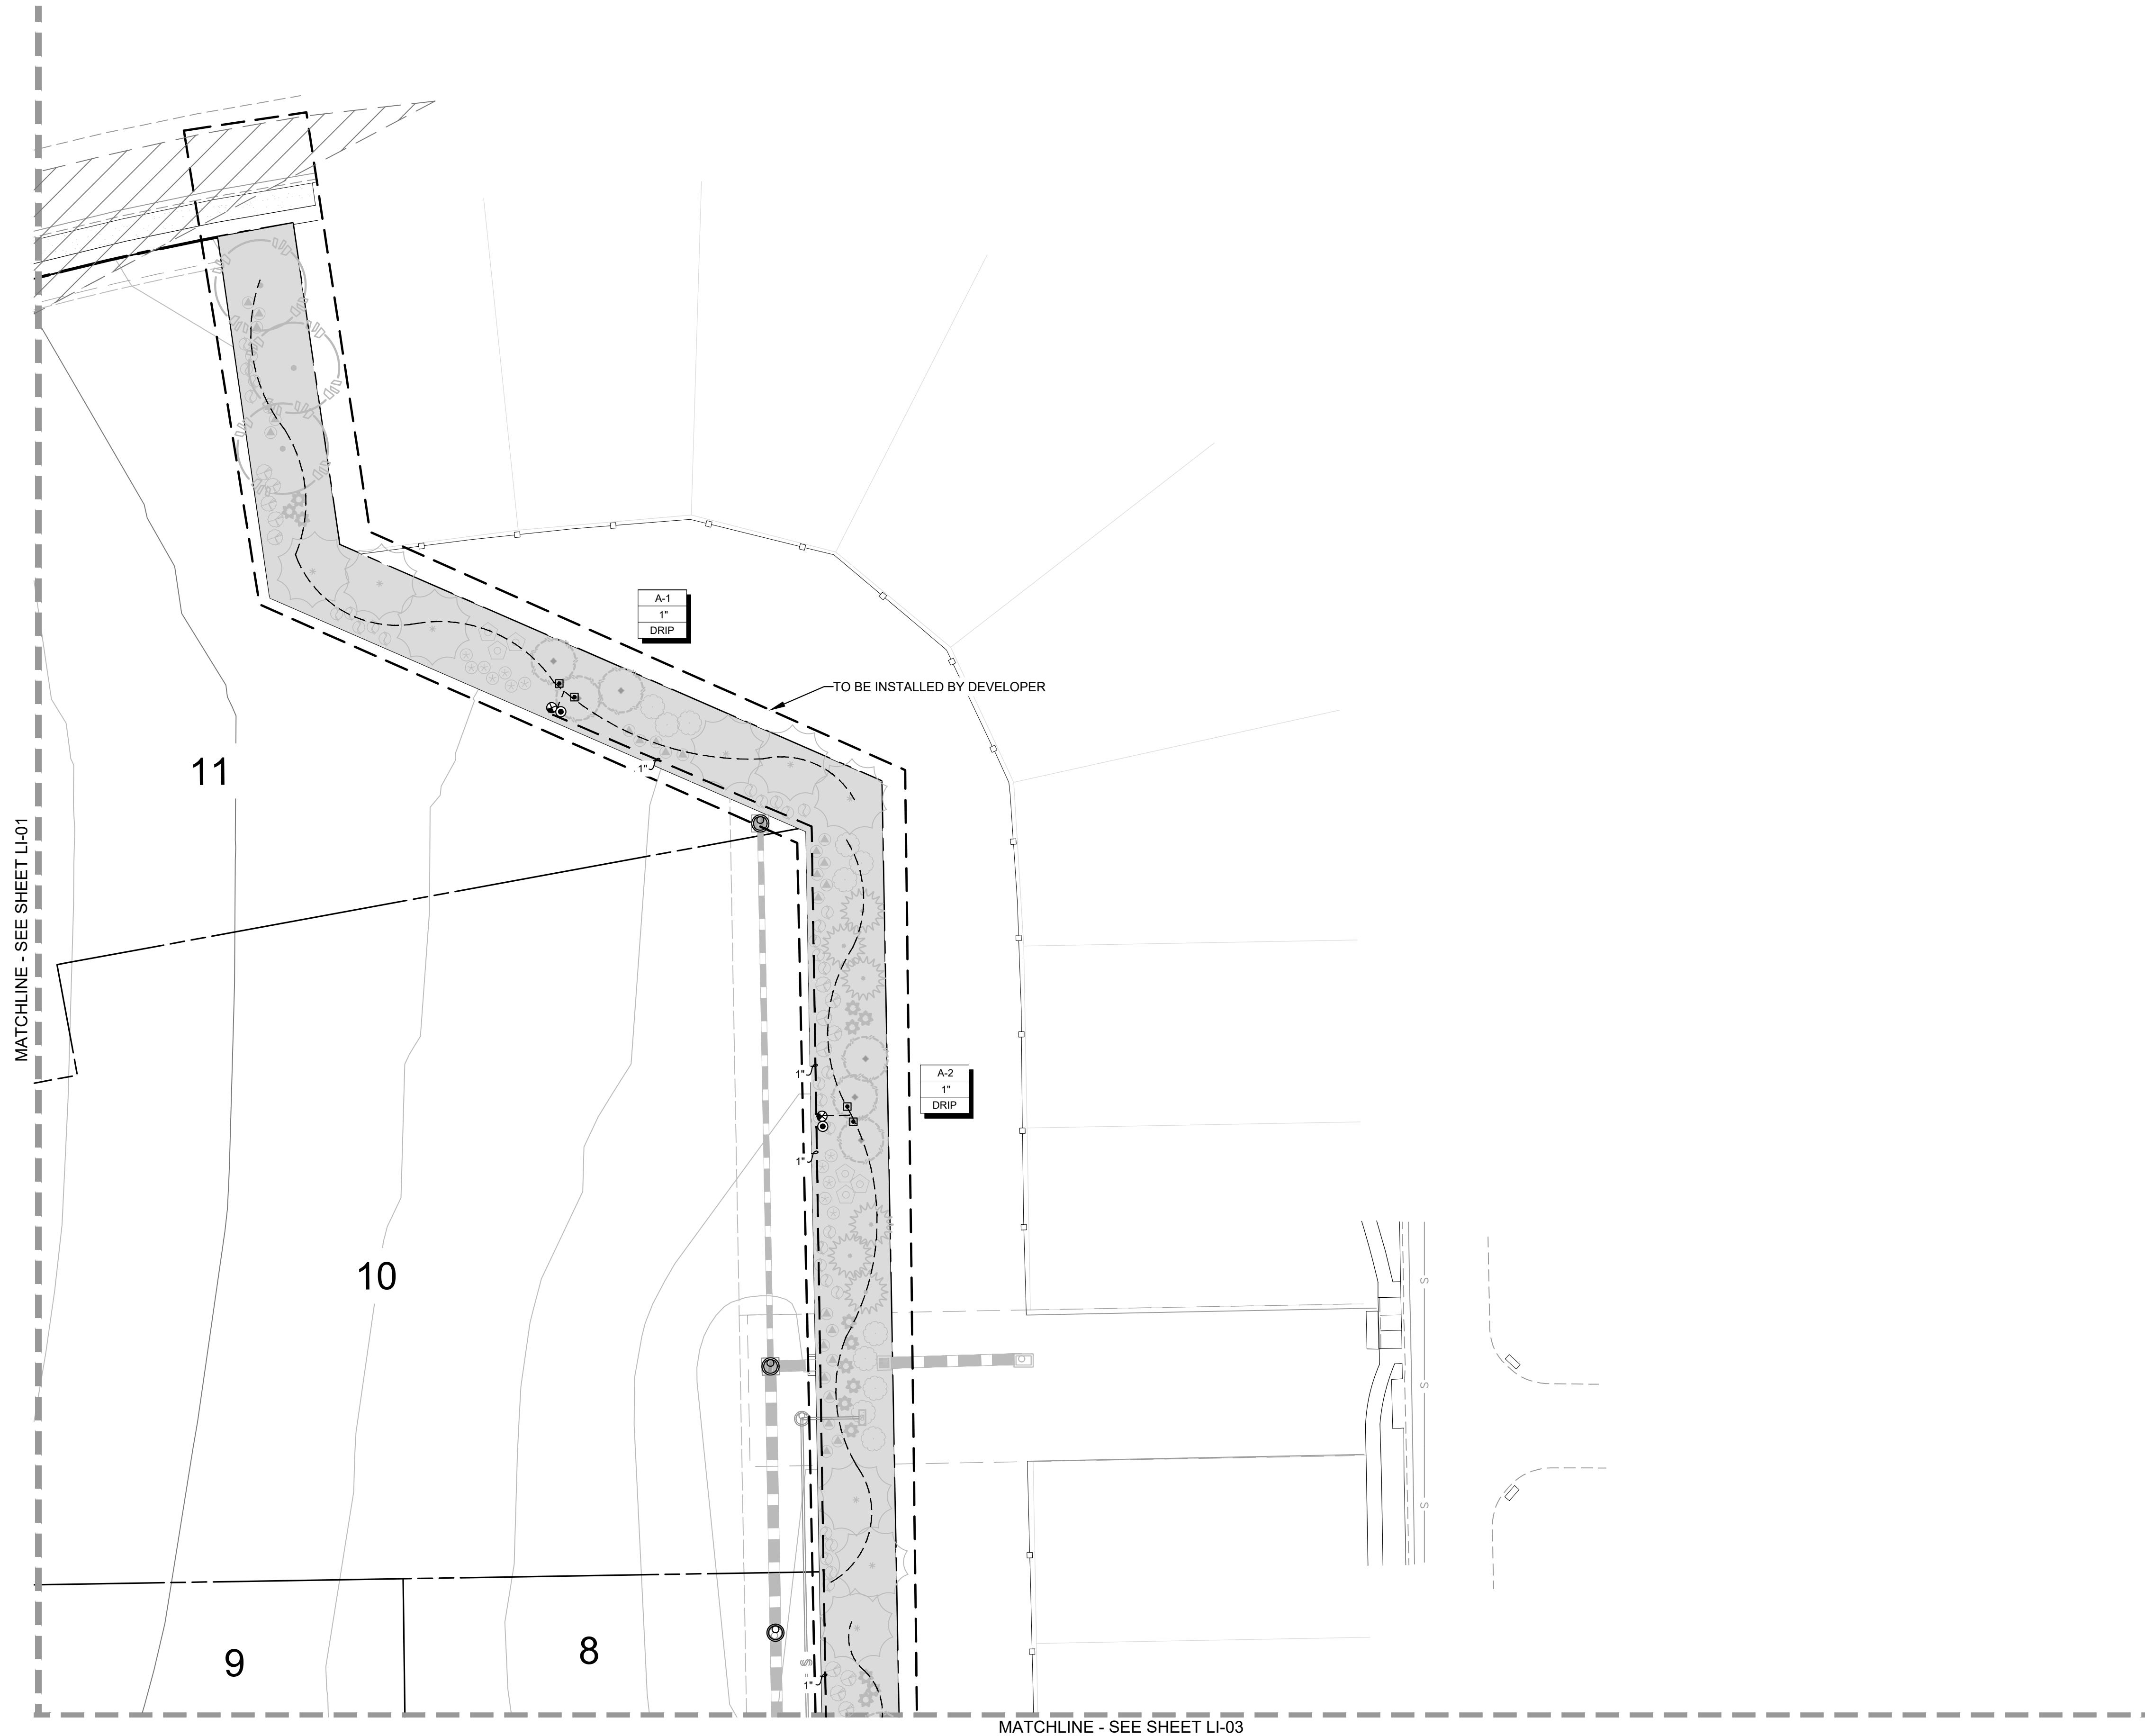 A-1
1"
DRIP
TO BE INSTALLED BY DEVELOPER
11
1"
MATCHLINE - SEE SHEET LI-01
1"
A-2
1"
DRIP
1"
10
S
S
S
9
8
S
1"
MATCHLINE - SEE SHEET LI-03